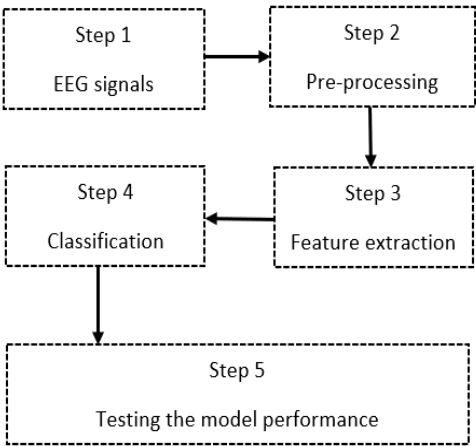 Step 1
EEG signals
Step 2
Pre-processing
Step 3
Feature extraction
Step 4
Classification
Step 5
Testing the model performance